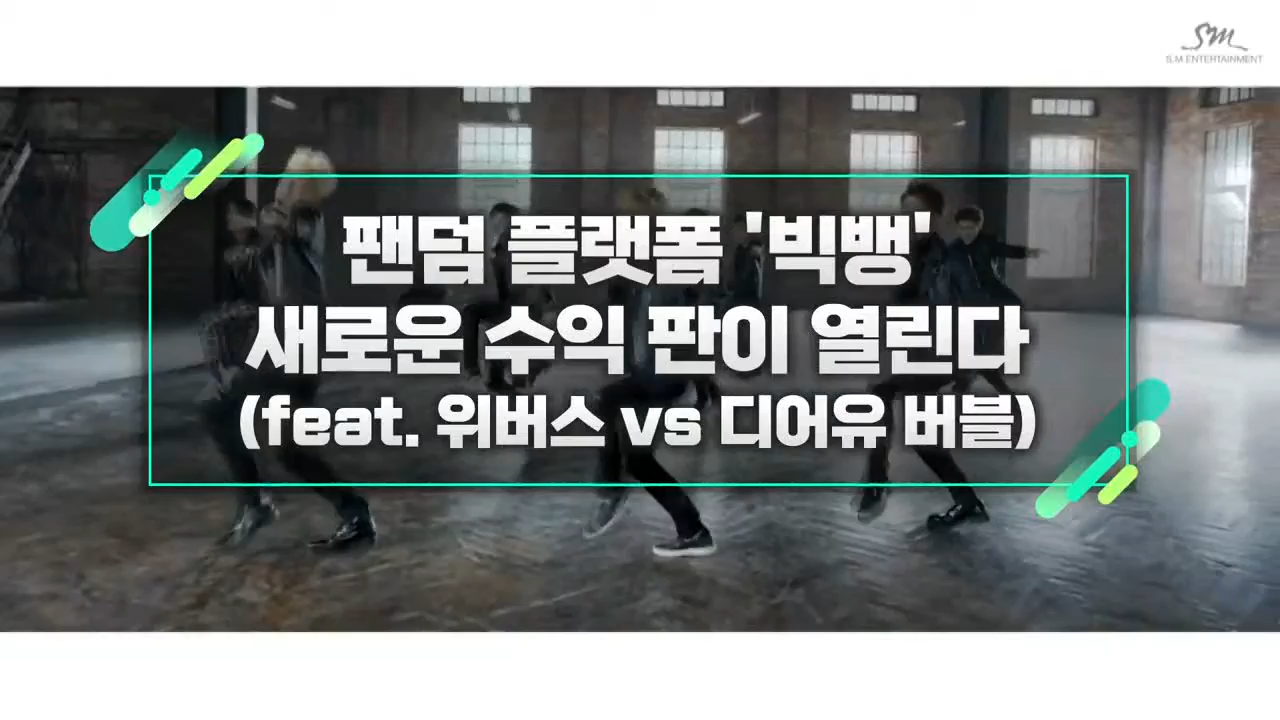 SM
S.M ENTERTAINMENT
팬덤 플랫폼 '빅뱅'
새로운 수익 판이 열린다
(feat. 위버스 vs 디어유 버블)